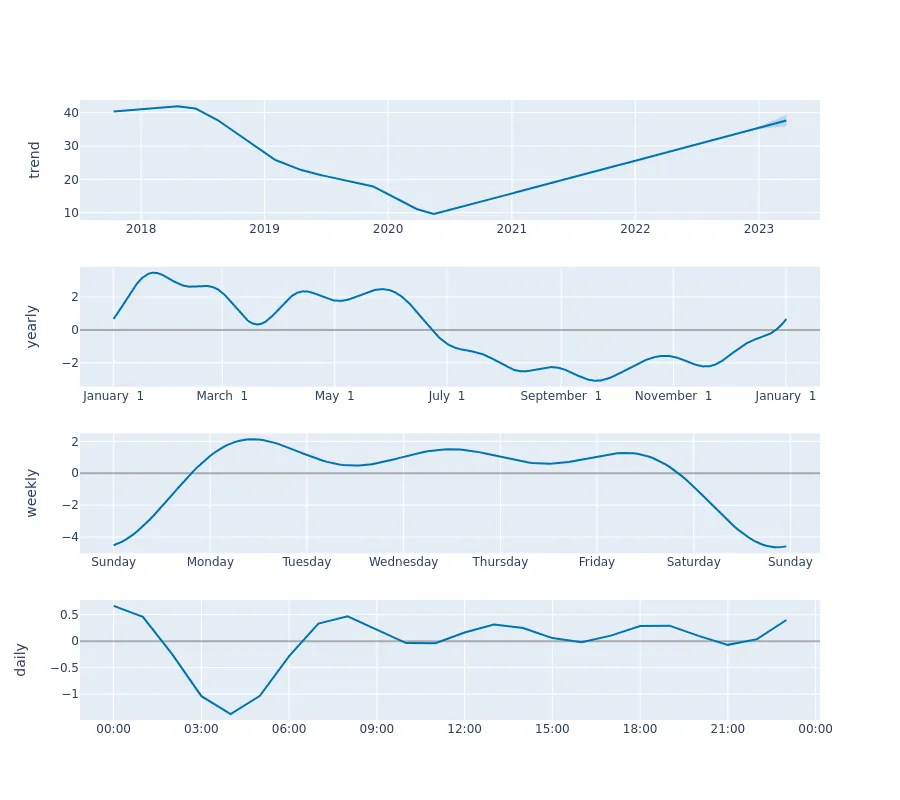 trend
40
30
20
10
2018 2019 2020 2021 2022 2023
yearly
2
0
−2
January 1 March 1 May 1 July 1 September 1 November 1 January 1
weekly
2
0
−2
−4
Sunday Monday Tuesday Wednesday Thursday Friday Saturday Sunday
daily
0.5
0
−0.5
−1
00:00 03:00 06:00 09:00 12:00 15:00 18:00 21:00 00:00